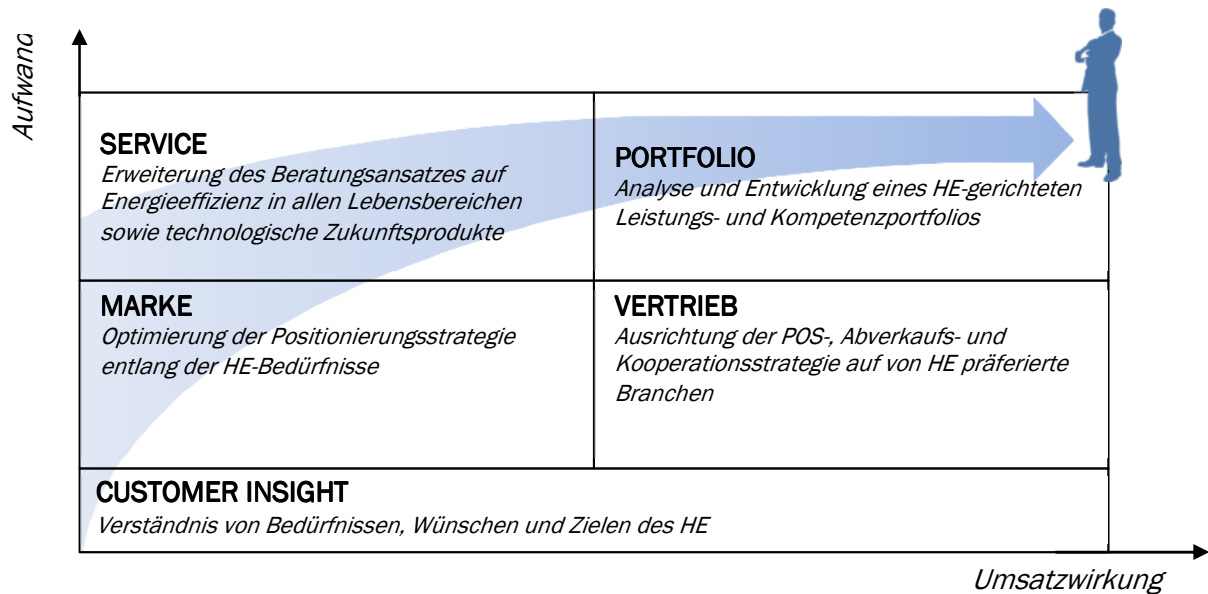 Aufwand
SERVICE
Erweiterung des Beratungsansatzes auf
Energieeffizienz in allen Lebensbereichen
sowie technologische Zukunftsprodukte
PORTFOLIO
Analyse und Entwicklung eines HE-gerichteten
Leistungs- und Kompetenzportfolios
MARKE
Optimierung der Positionierungsstrategie
entlang der HE-Bedürfnisse
VERTRIEB
Ausrichtung der POS-, Abverkaufs- und
Kooperationsstrategie auf von HE präferierte
Branchen
CUSTOMER INSIGHT
Verständnis von Bedürfnissen, Wünschen und Zielen des HE
Umsatzwirkung